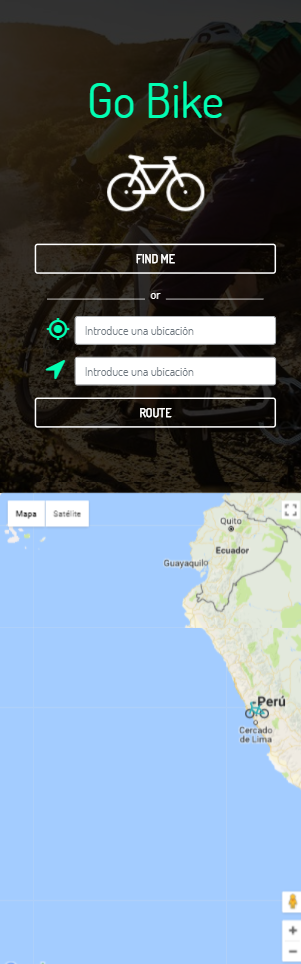 Go Bike
FIND ME
or
Introduce una ubicación
Introduce una ubicación
ROUTE
Mapa Satélite
Quito
Ecuador
Guayaquil
Perú
Cercado
de Lima
+
−